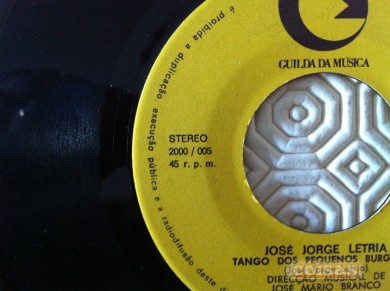 GUILDA DA MÚSICA
é proibida a duplicação, execução pública e a radiodifusão deste
STEREO
2000 / 005
45 r. p. m.
JOSÉ JORGE LETRIA
TANGO DOS PEQUENOS BURG
DIRECÇÃO MUSICAL DE
JOSÉ MÁRIO BRANCO